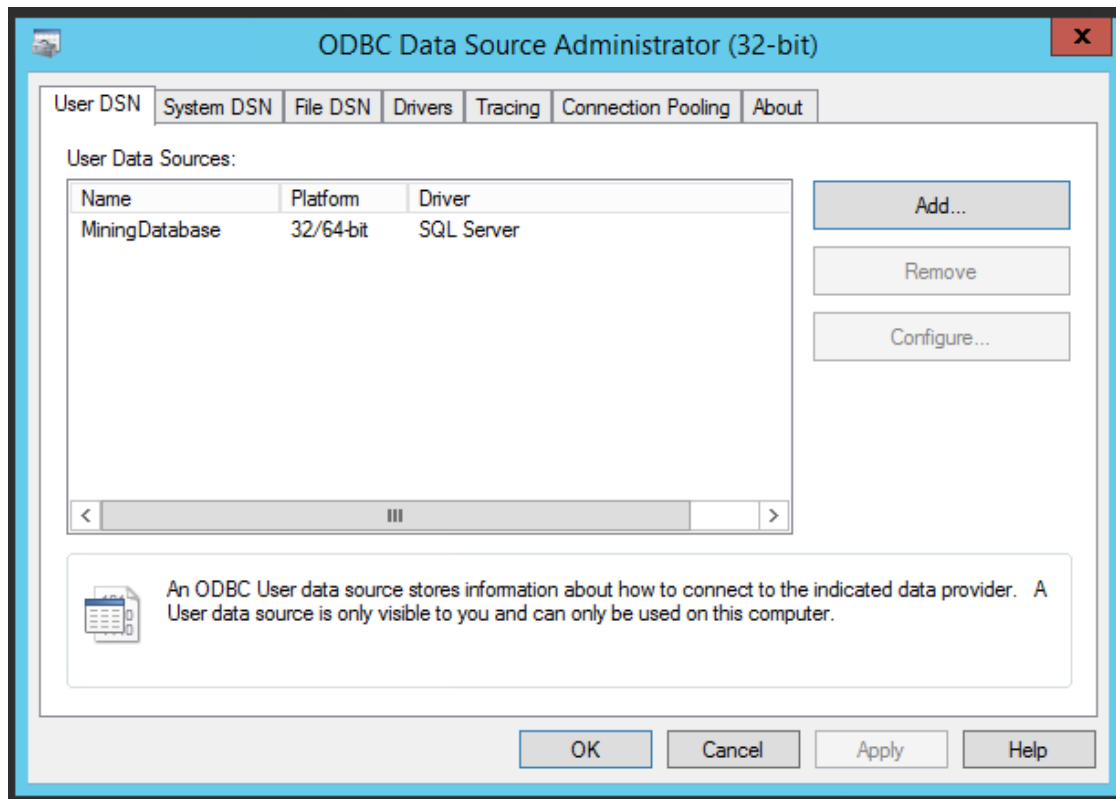 ODBC Data Source Administrator (32-bit)
x
User DSN System DSN File DSN Drivers Tracing Connection Pooling About
User Data Sources:
Name Platform Driver
MiningDatabase 32/64-bit SQL Server
Add...
Remove
Configure...
An ODBC User data source stores information about how to connect to the indicated data provider. A
User data source is only visible to you and can only be used on this computer.
OK Cancel Apply Help